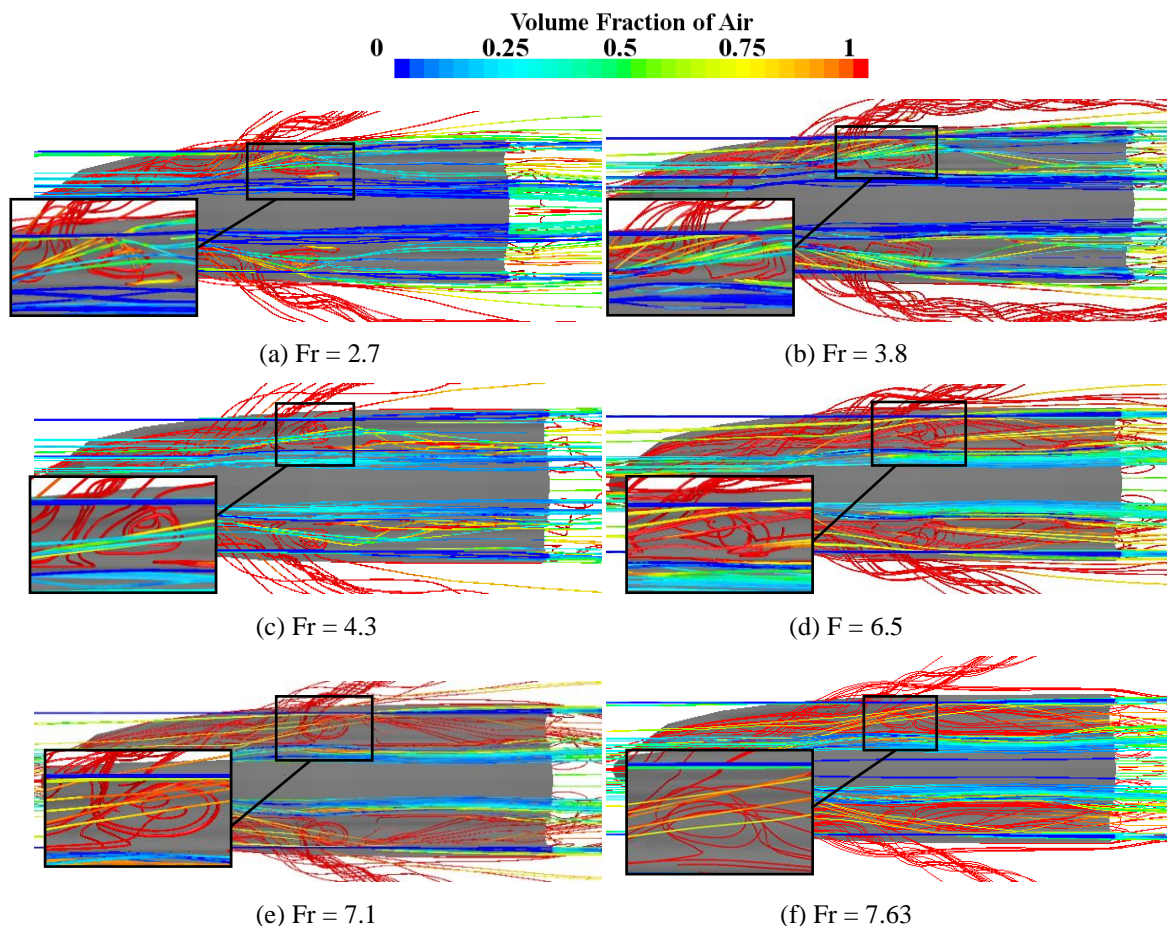 Volume Fraction of Air
0 0.25 0.5 0.75 1
(a) Fr = 2.7
(b) Fr = 3.8
(c) Fr = 4.3
(d) F = 6.5
(e) Fr = 7.1
(f) Fr = 7.63